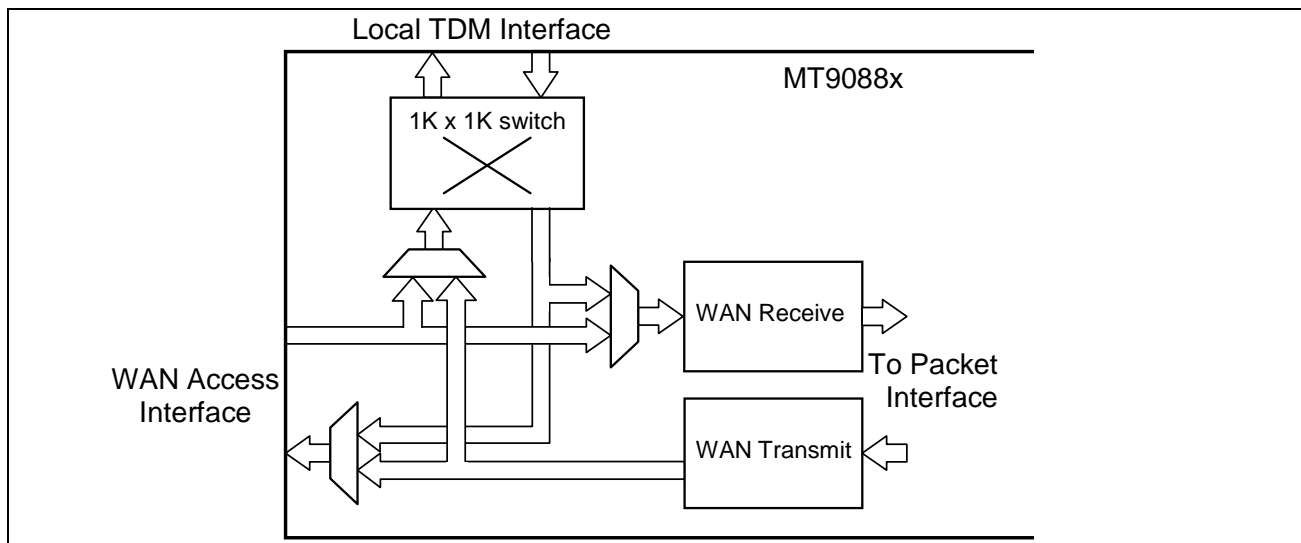 Local TDM Interface
MT9088x
1K x 1K switch
WAN Receive
To Packet
Interface
WAN Access
Interface
WAN Transmit